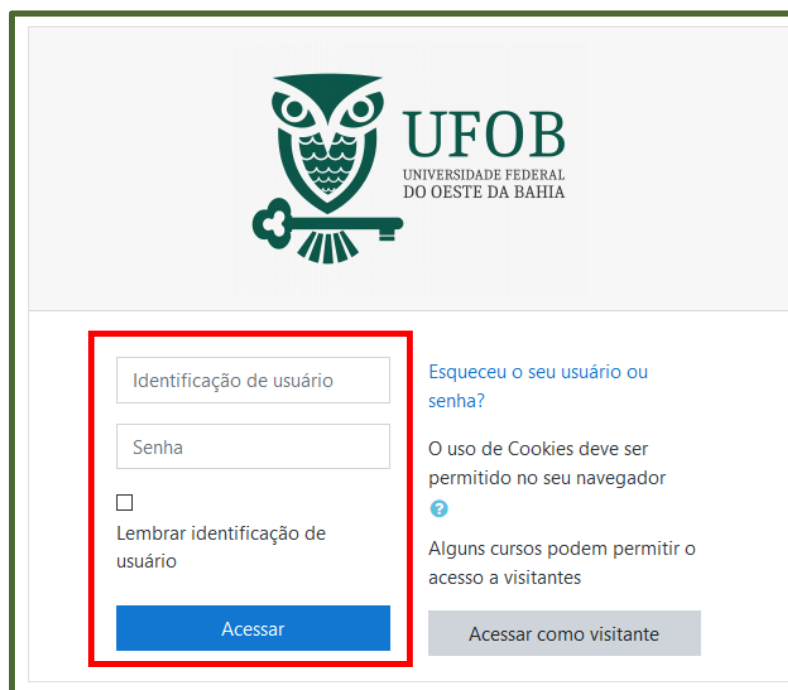 UFOB
UNIVERSIDADE FEDERAL
DO OESTE DA BAHIA
Identificação de usuário
Senha
Lembrar identificação de
usuário
Acessar
Esqueceu o seu usuário ou
senha?
O uso de Cookies deve ser
permitido no seu navegador
?
Alguns cursos podem permitir o
acesso a visitantes
Acessar como visitante